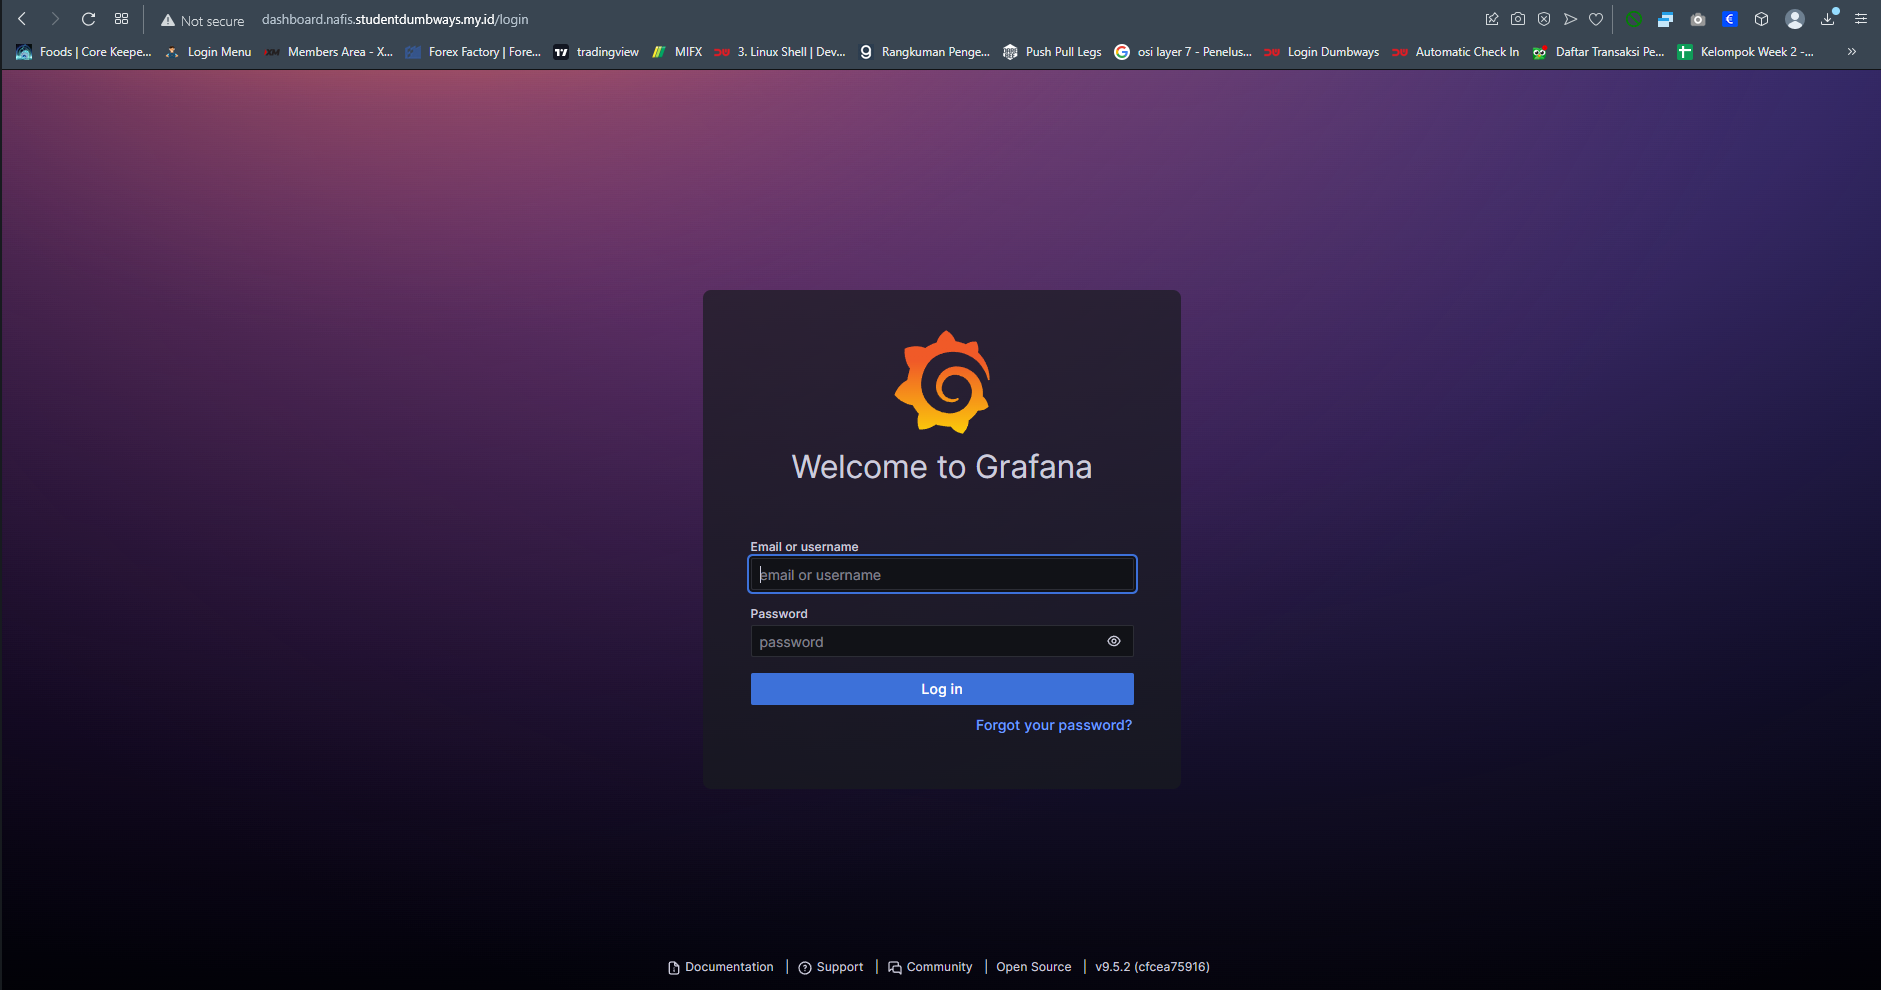 Not secure dashboard.nafis.studentdumbways.my.id/login
Foods | Core Keepe... Login Menu XM Members Area - X... Forex Factory | Fore... TV tradingview MIFX 3. Linux Shell | Dev... Rangkuman Penge... Push Pull Legs osi layer 7 - Penelus... Login Dumbways Automatic Check In Daftar Transaksi Pe... Kelompok Week 2 -... »
Welcome to Grafana
Email or username
email or username
Password
password
Log in
Forgot your password?
Documentation | Support | Community | Open Source | v9.5.2 (cfcea75916)